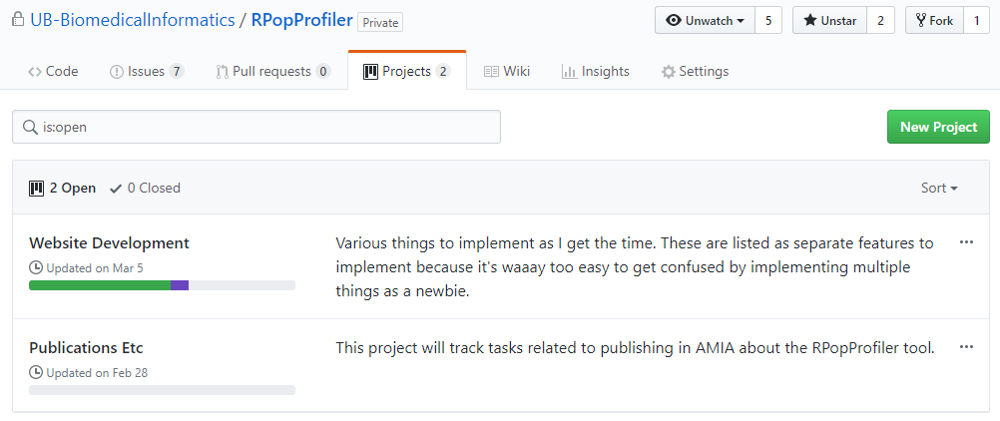 UB-BiomedicalInformatics / RPopProfiler Private
Unwatch 5
Unstar 2
Fork 1
Code
Issues 7
Pull requests 0
Projects 2
Wiki
Insights
Settings
is:open
New Project
2 Open
0 Closed
Sort
Website Development
Updated on Mar 5
Various things to implement as I get the time. These are listed as separate features to
implement because it's waaay too easy to get confused by implementing multiple
things as a newbie.
Publications Etc
Updated on Feb 28
This project will track tasks related to publishing in AMIA about the RPopProfiler tool.